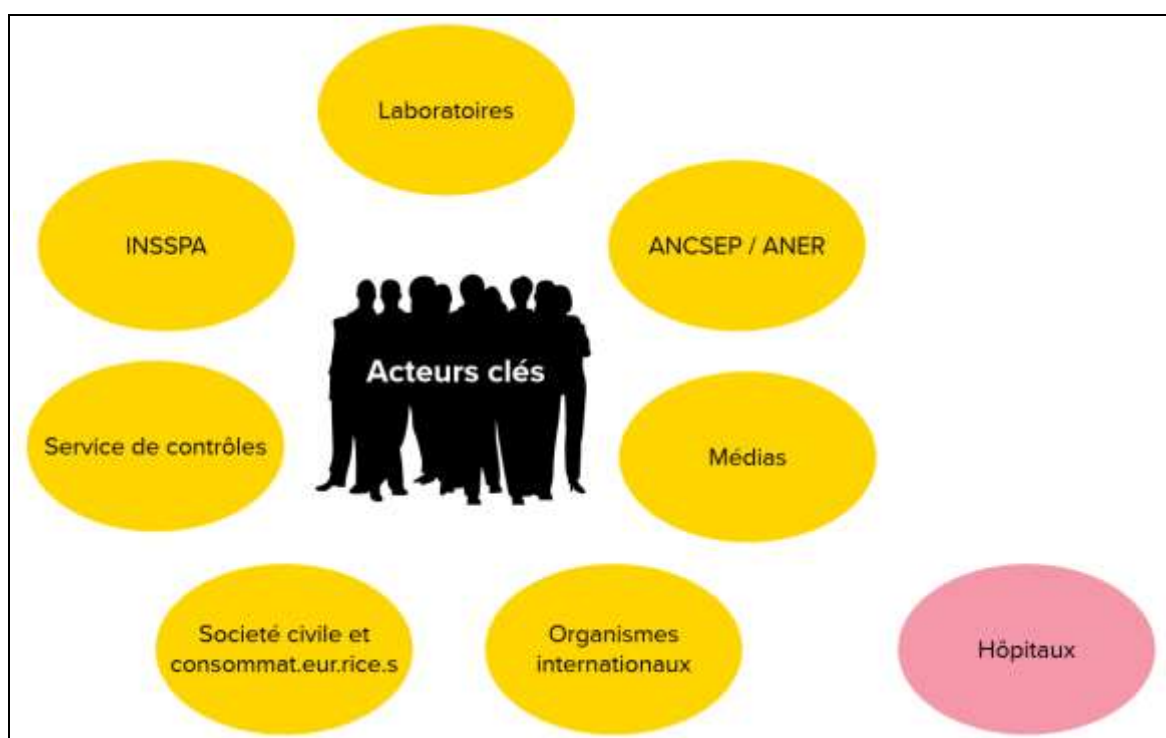 Laboratoires
INSSPA
ANCSEP / ANER
Acteurs clés
Service de contrôles
Médias
Societé civile et
consommat.eur.rice.s
Organismes
internationaux
Hôpitaux